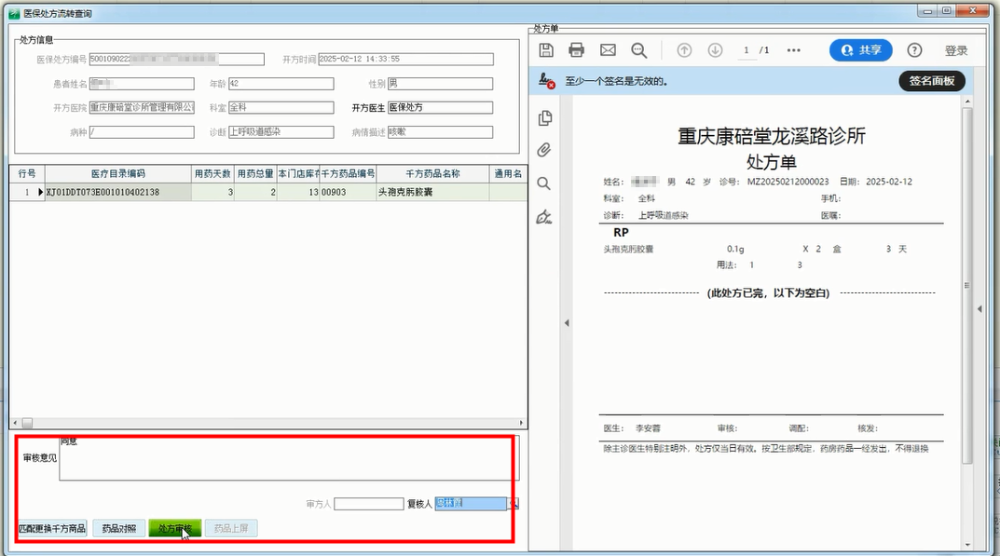 医保处方流转查询
处方信息
医保处方编号 5001090222 开方时间 2025-02-12 14:33:55
患者姓名 年龄 42 性别 男
开方医院 重庆康碚堂诊所管理有限公 科室 全科 开方医生 医保处方
病种 / 诊断 上呼吸道感染 病情描述 咳嗽
行号 医疗目录编码 用药天数 用药总量 本门店库存 千方药品编号 千方药品名称 通用名
1 XJ01DDT073E001010402138 3 2 13 00903 头孢克肟胶囊
审核意见 同意
审方人 复核人
匹配更换千方商品 药品对照 处方审核 药品上屏
处方单
1 /1 共享 登录
至少一个签名是无效的。 签名面板
重庆康碚堂龙溪路诊所
处方单
姓名: 男 42 岁 诊号: MZ20250212000023 日期: 2025-02-12
科室: 全科 手机:
诊断: 上呼吸道感染 医嘱:
RP
头孢克肟胶囊 0.1g X 2 盒 3 天
用法: 1 3
(此处方已完, 以下为空白)
医生: 李安蓉 审核: 调配: 核发:
除主诊医生特别注明外, 处方仅当日有效。按卫生部规定, 药房药品一经发出, 不得退换